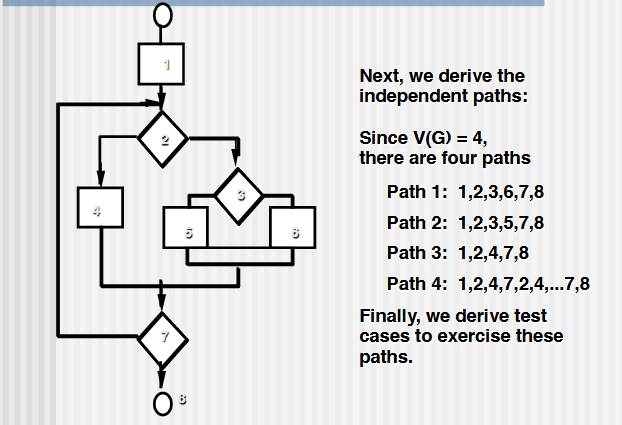 1
2
3
4
5
6
7
8
Next, we derive the
independent paths:
Since V(G) = 4,
there are four paths
Path 1: 1,2,3,6,7,8
Path 2: 1,2,3,5,7,8
Path 3: 1,2,4,7,8
Path 4: 1,2,4,7,2,4,...7,8
Finally, we derive test
cases to exercise these
paths.